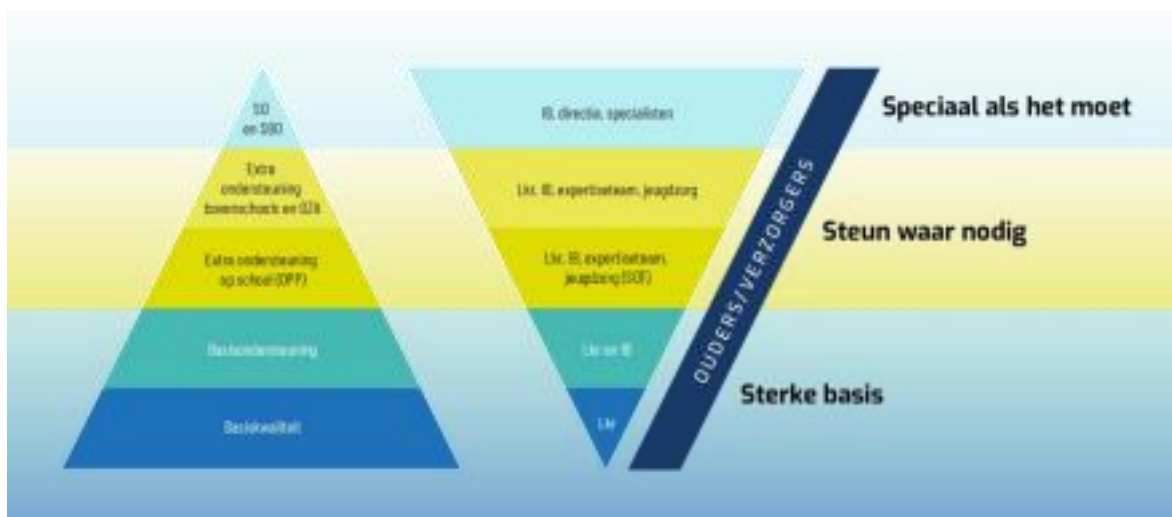 SO
en SBO
Extra
ondersteuning
bovenschools en OZA
Extra ondersteuning
op school (OPP)
Basisondersteuning
Basiskwaliteit
IB, directie, specialisten
Lkr, IB, expertiseteam, jeugdzorg
Lkr, IB, expertiseteam,
jeugdzorg (SOT)
Lkr en IB
Lkr
OUDERS/VERZORGERS
Speciaal als het moet
Steun waar nodig
Sterke basis